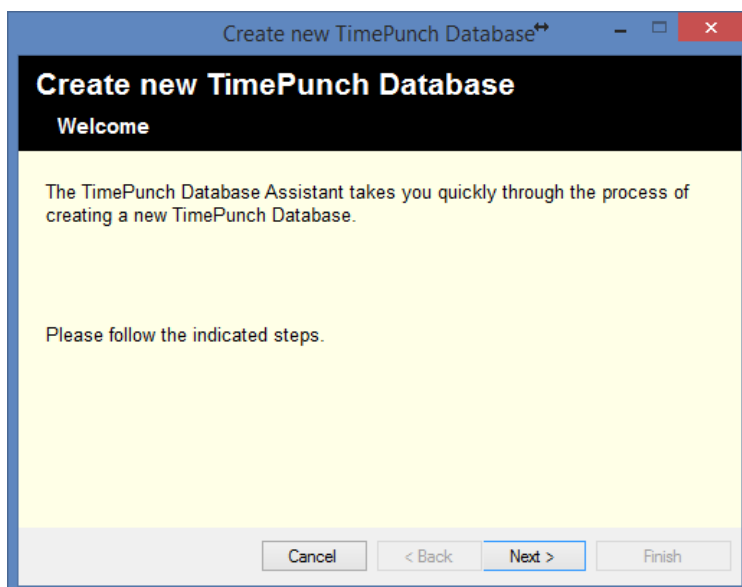 Create new TimePunch Database
Create new TimePunch Database
Welcome
The TimePunch Database Assistant takes you quickly through the process of
creating a new TimePunch Database.
Please follow the indicated steps.
Cancel < Back Next > Finish